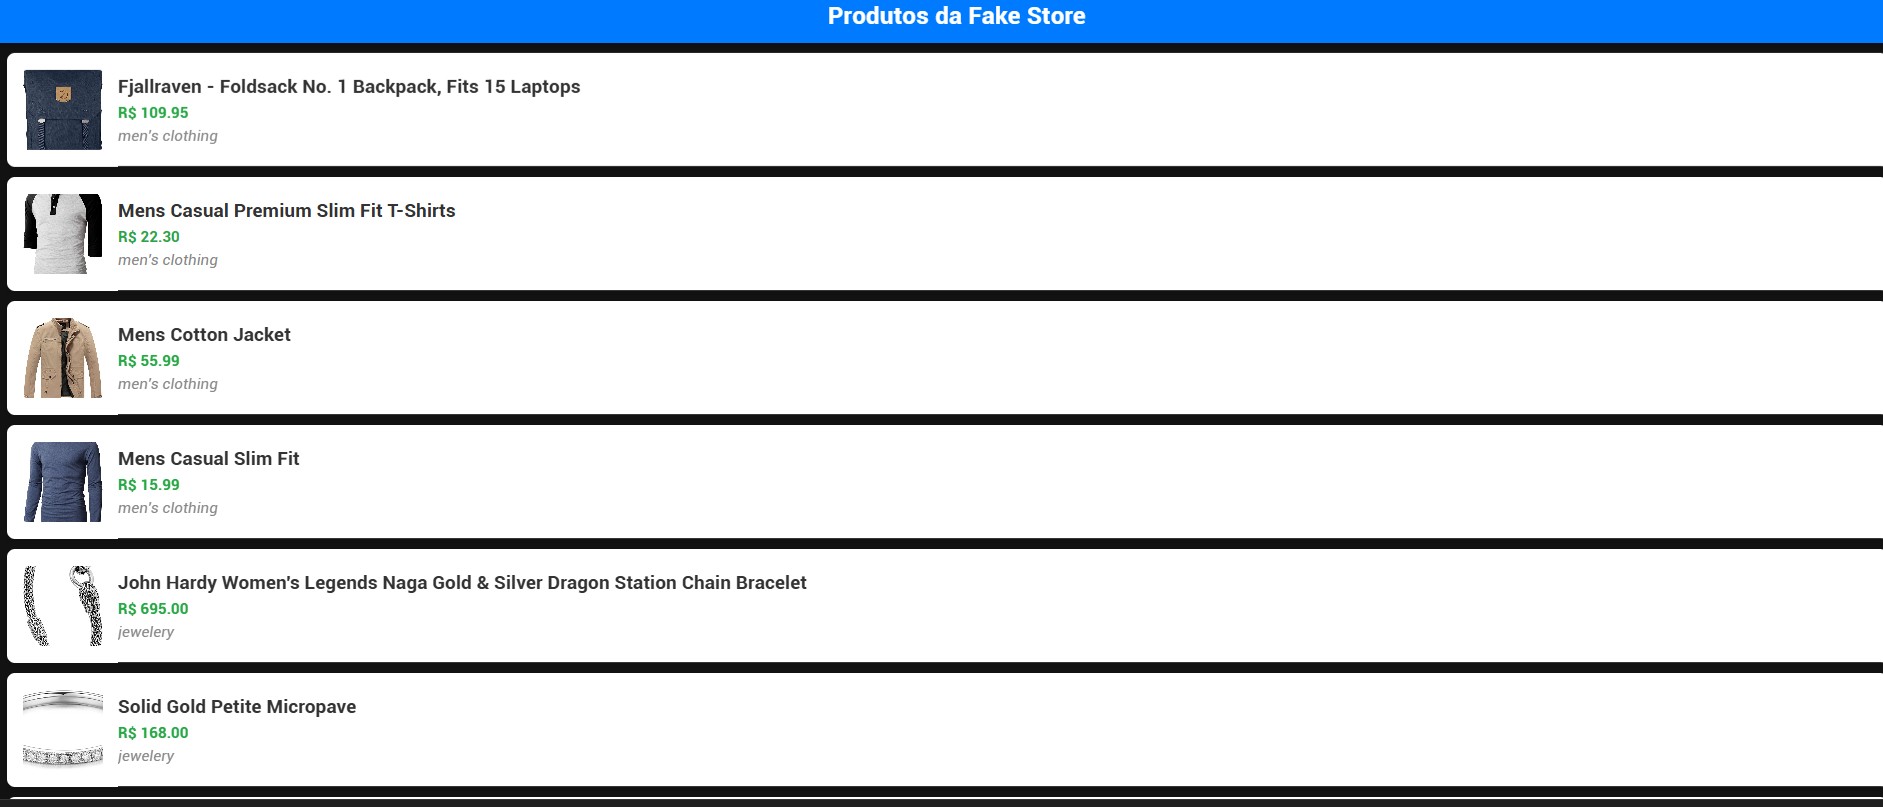 Produtos da Fake Store
Fjallraven - Foldsack No. 1 Backpack, Fits 15 Laptops
R$ 109.95
men's clothing
Mens Casual Premium Slim Fit T-Shirts
R$ 22.30
men's clothing
Mens Cotton Jacket
R$ 55.99
men's clothing
Mens Casual Slim Fit
R$ 15.99
men's clothing
John Hardy Women's Legends Naga Gold & Silver Dragon Station Chain Bracelet
R$ 695.00
jewelery
Solid Gold Petite Micropave
R$ 168.00
jewelery